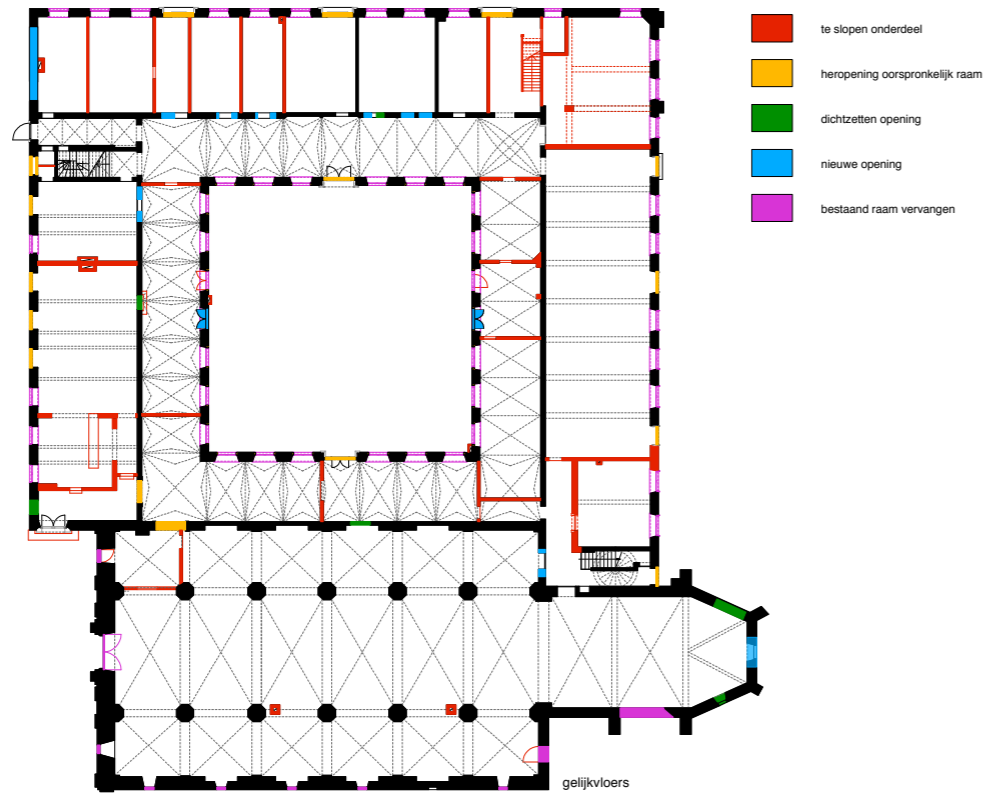 te slopen onderdeel
heropening oorspronkelijk raam
dichtzetten opening
nieuwe opening
bestaand raam vervangen
gelijkvloers